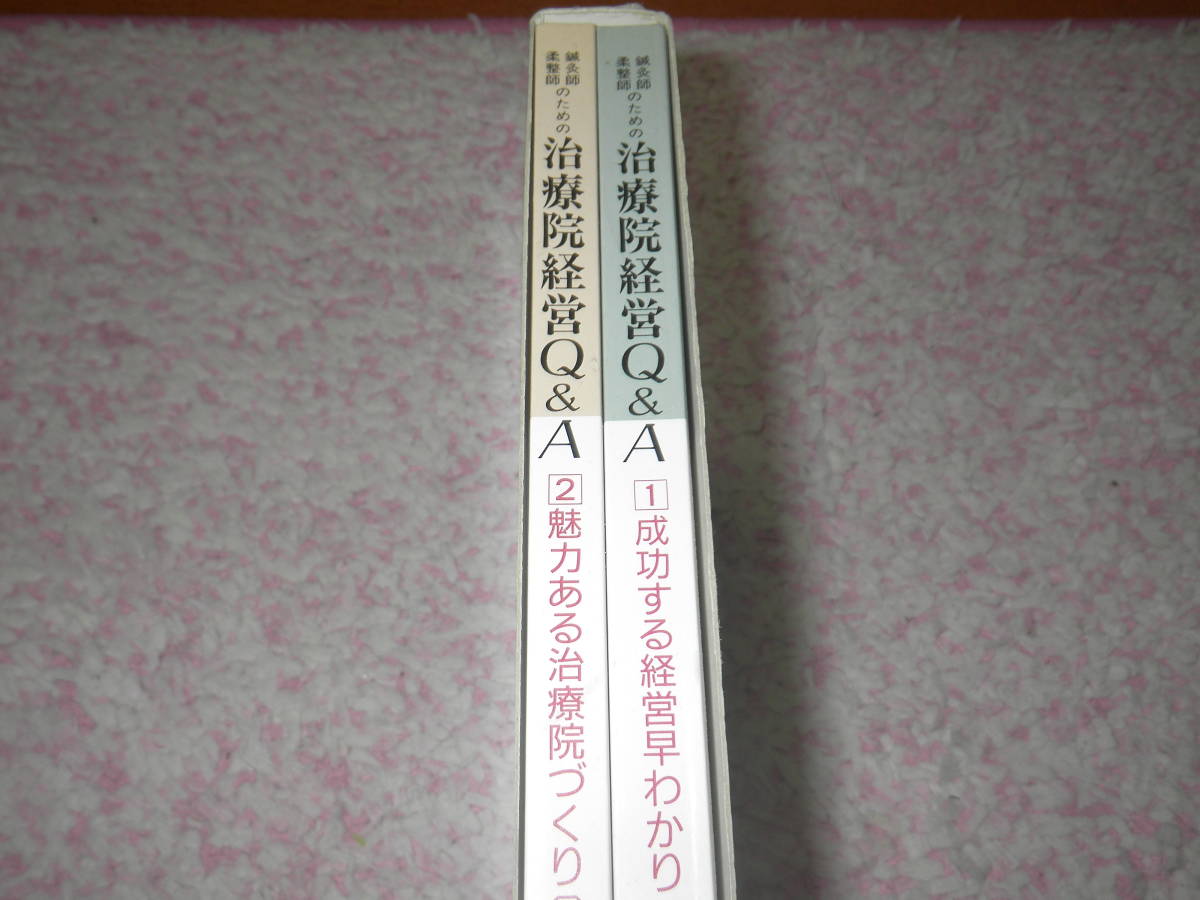 鍼灸師
柔整師
のための
治療院経営Q&A
1 成功する経営早わかり
鍼灸師
柔整師
のための
治療院経営Q&A
2 魅力ある治療院づくり